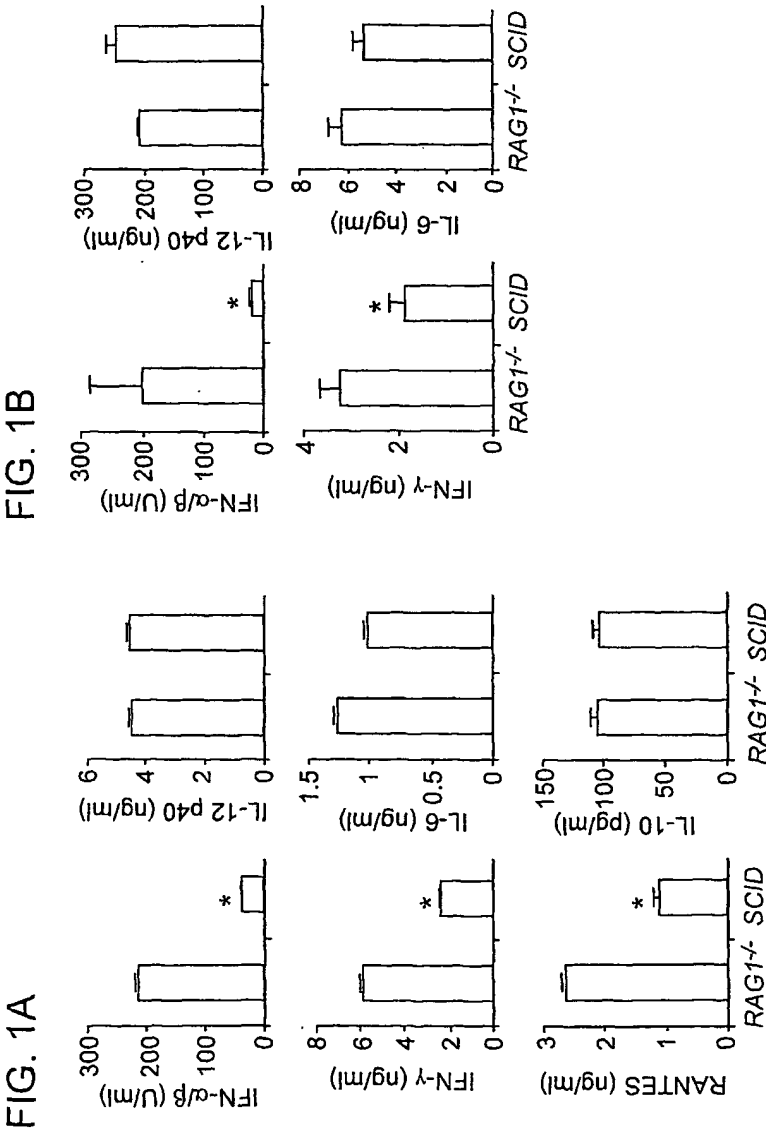 FIG. 1A
IFN-α/β (U/ml)
300
200
100
0
*
IL-12 p40 (ng/ml)
6
4
2
0
IFN-γ (ng/ml)
8
6
4
2
0
*
IL-6 (ng/ml)
1.5
1
0.5
0
RANTES (ng/ml)
3
2
1
0
*
RAG1-/- SCID
IL-10 (pg/ml)
150
100
50
0
RAG1-/- SCID
FIG. 1B
IFN-α/β (U/ml)
300
200
100
0
*
IL-12 p40 (ng/ml)
300
200
100
0
IFN-γ (ng/ml)
4
2
0
*
RAG1-/- SCID
IL-6 (ng/ml)
8
6
4
2
0
RAG1-/- SCID